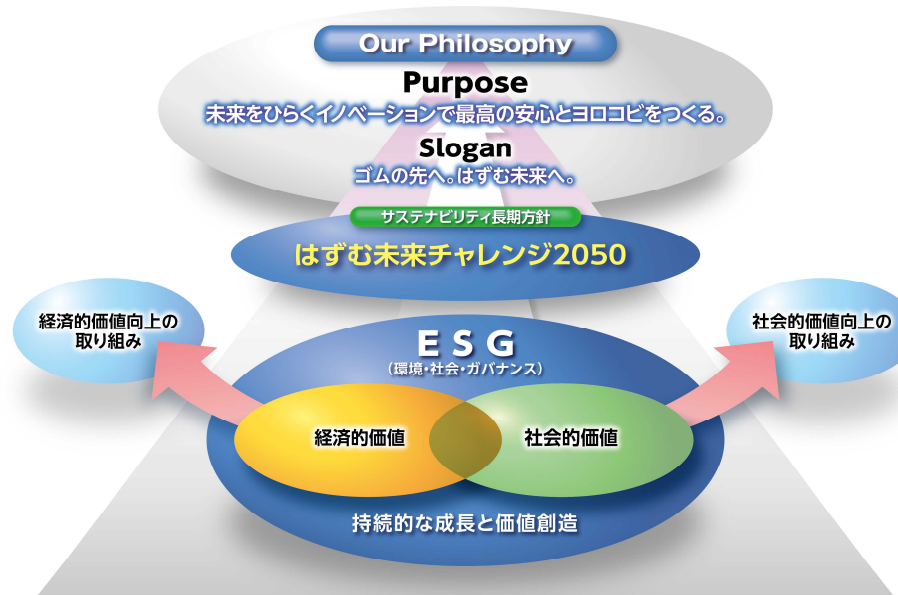 Our Philosophy
Purpose
未来をひらくイノベーションで最高の安心とヨロコビをつくる。
Slogan
ゴムの先へ。はずむ未来へ。
サステナビリティ長期方針
はずむ未来チャレンジ2050
経済的価値向上の
取り組み
社会的価値向上の
取り組み
ESG
(環境・社会・ガバナンス)
経済的価値
社会的価値
持続的な成長と価値創造